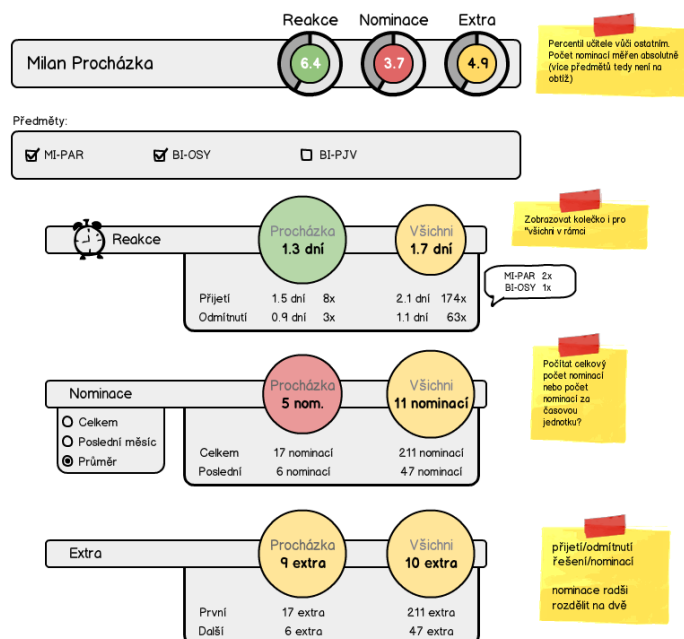 Reakce Nominace Extra
Milan Procházka 6.4 3.7 4.9
Percentil učitele vůči ostatním.
Počet nominací měřen absolutně
(více předmětů tedy není na
obtíž)
Předměty:
MI-PAR BI-OSY BI-PJV
Zobrazovat kolečko i pro
"všichni v rámci
Reakce
Procházka
1.3 dní
Všichni
1.7 dní
MI-PAR 2x
BI-OSY 1x
Přijetí 1.5 dní 8x 2.1 dní 174x
Odmítnutí 0.9 dní 3x 1.1 dní 63x
Počítat celkový
počet nominací
nebo počet
nominací za
časovou
jednotku?
Nominace
Procházka
5 nom.
Všichni
11 nominací
Celkem
Poslední měsíc
Průměr
Celkem 17 nominací 211 nominací
Poslední 6 nominací 47 nominací
přijetí/odmítnutí
řešení/nominací
nominace radši
rozdělit na dvě
Extra
Procházka
9 extra
Všichni
10 extra
První 17 extra 211 extra
Další 6 extra 47 extra